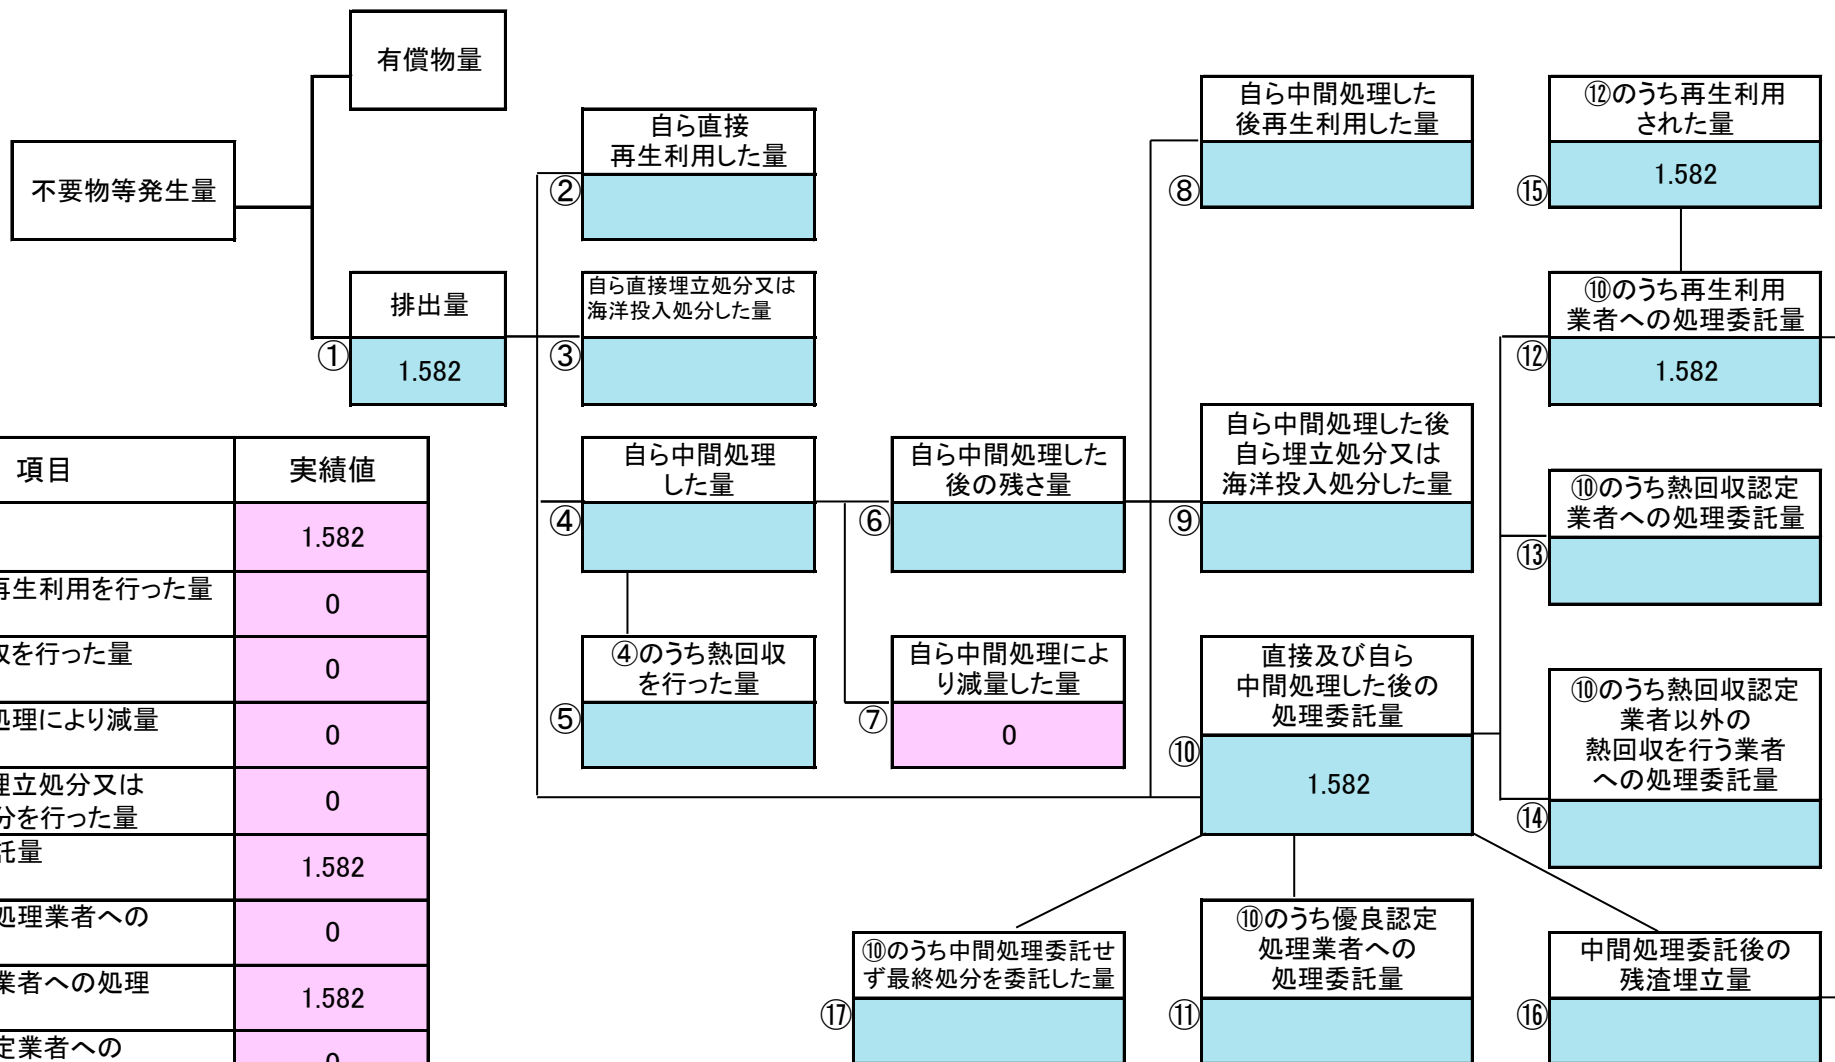 有償物量
不要物等発生量
排出量
①
1.582
自ら直接
再生利用した量
②
自ら直接埋立処分又は
海洋投入処分した量
③
自ら中間処理
した量
④
④のうち熱回収
を行った量
⑤
自ら中間処理した
後の残さ量
⑥
自ら中間処理によ
り減量した量
⑦
0
自ら中間処理した
後再生利用した量
⑧
自ら中間処理した後
自ら埋立処分又は
海洋投入処分した量
⑨
直接及び自ら
中間処理した後の
処理委託量
⑩
1.582
⑫のうち再生利用
された量
⑮
1.582
⑩のうち再生利用
業者への処理委託量
⑫
1.582
⑩のうち熱回収認定
業者への処理委託量
⑬
⑩のうち熱回収認定
業者以外の
熱回収を行う業者
への処理委託量
⑭
⑩のうち中間処理委託せ
ず最終処分を委託した量
⑰
⑩のうち優良認定
処理業者への
処理委託量
⑪
中間処理委託後の
残渣埋立量
⑯
項目 実績値
1.582
再生利用を行った量
0
を行った量
0
処理により減量
0
埋立処分又は
分を行った量
0
託量
1.582
処理業者への
0
業者への処理
1.582
定業者への
0